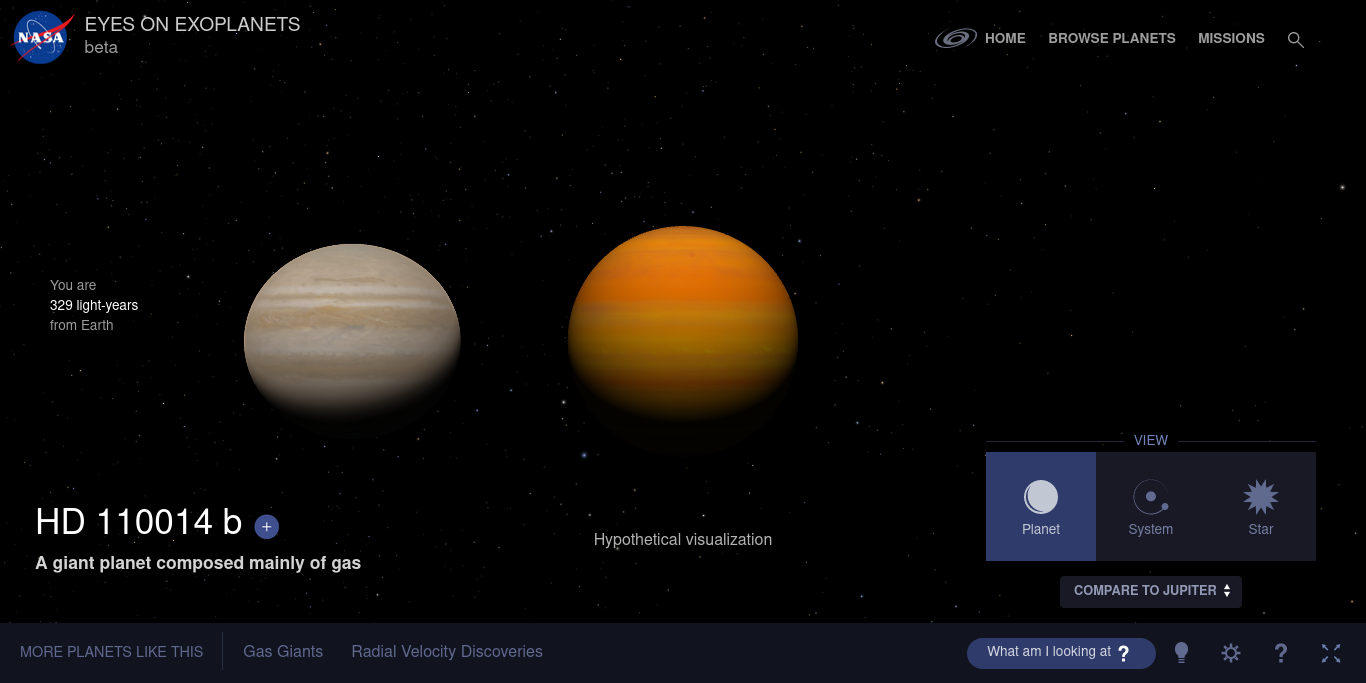 NASA
EYES ON EXOPLANETS
beta
HOME
BROWSE PLANETS
MISSIONS
You are
329 light-years
from Earth
HD 110014 b +
A giant planet composed mainly of gas
Hypothetical visualization
VIEW
Planet
System
Star
COMPARE TO JUPITER
MORE PLANETS LIKE THIS
Gas Giants
Radial Velocity Discoveries
What am I looking at ?
?